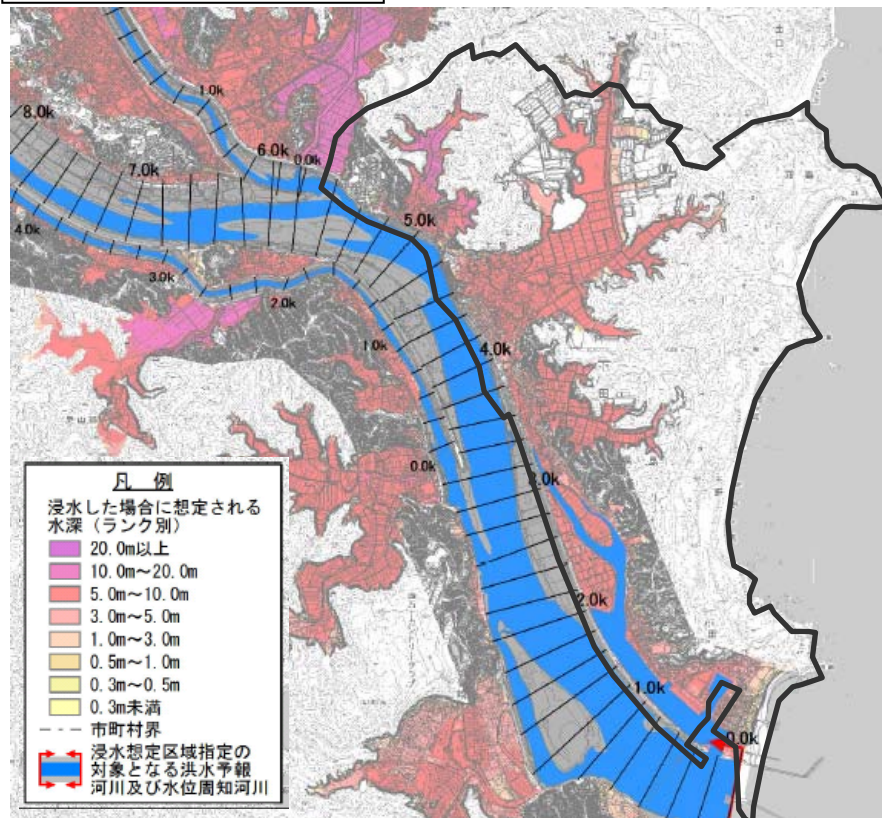 1.0k
8.0k
6.0k
0.0k
7.0k
5.0k
4.0k
3.0k
2.0k
1.0k
4.0k
0.0k
3.0k
2.0k
1.0k
0.0k
凡 例
浸水した場合に想定される
水深（ランク別）
20.0m以上
10.0m～20.0m
5.0m～10.0m
3.0m～5.0m
1.0m～3.0m
0.5m～1.0m
0.3m～0.5m
0.3m未満
市町村界
浸水想定区域指定の
対象となる洪水予報
河川及び水位周知河川